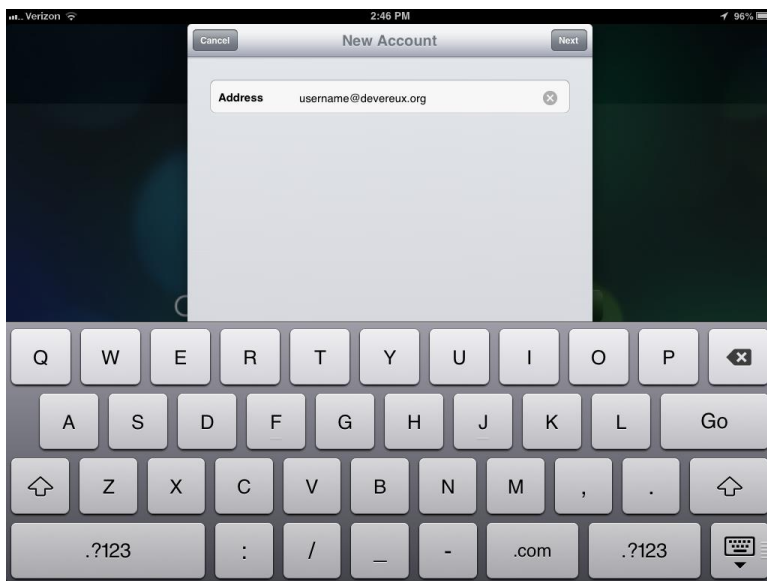 Verizon 2:46 PM 96%
Cancel New Account Next
Address username@devereux.org
Q W E R T Y U I O P
A S D F G H J K L Go
Z X C V B N M , .
.?123 : / _ - .com .?123